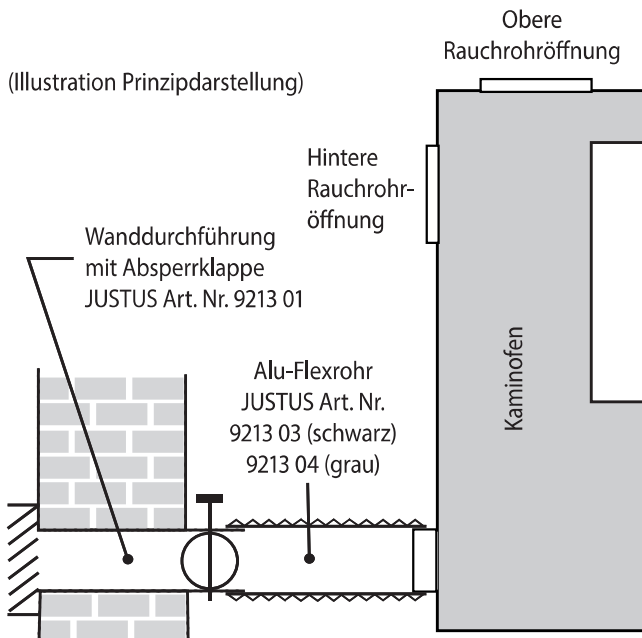 Obere
Rauchrohröffnung
(Illustration Prinzipdarstellung)
Hintere
Rauchrohr-
öffnung
Wanddurchführung
mit Absperrklappe
JUSTUS Art. Nr. 9213 01
Alu-Flexrohr
JUSTUS Art. Nr.
9213 03 (schwarz)
9213 04 (grau)
Kaminofen